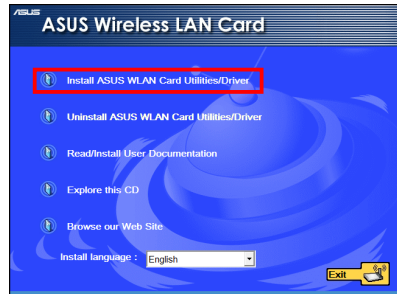 ASUS
ASUS Wireless LAN Card
Install ASUS WLAN Card Utilities/Driver
Uninstall ASUS WLAN Card Utilities/Driver
Read/Install User Documentation
Explore this CD
Browse our Web Site
Install language : English
Exit